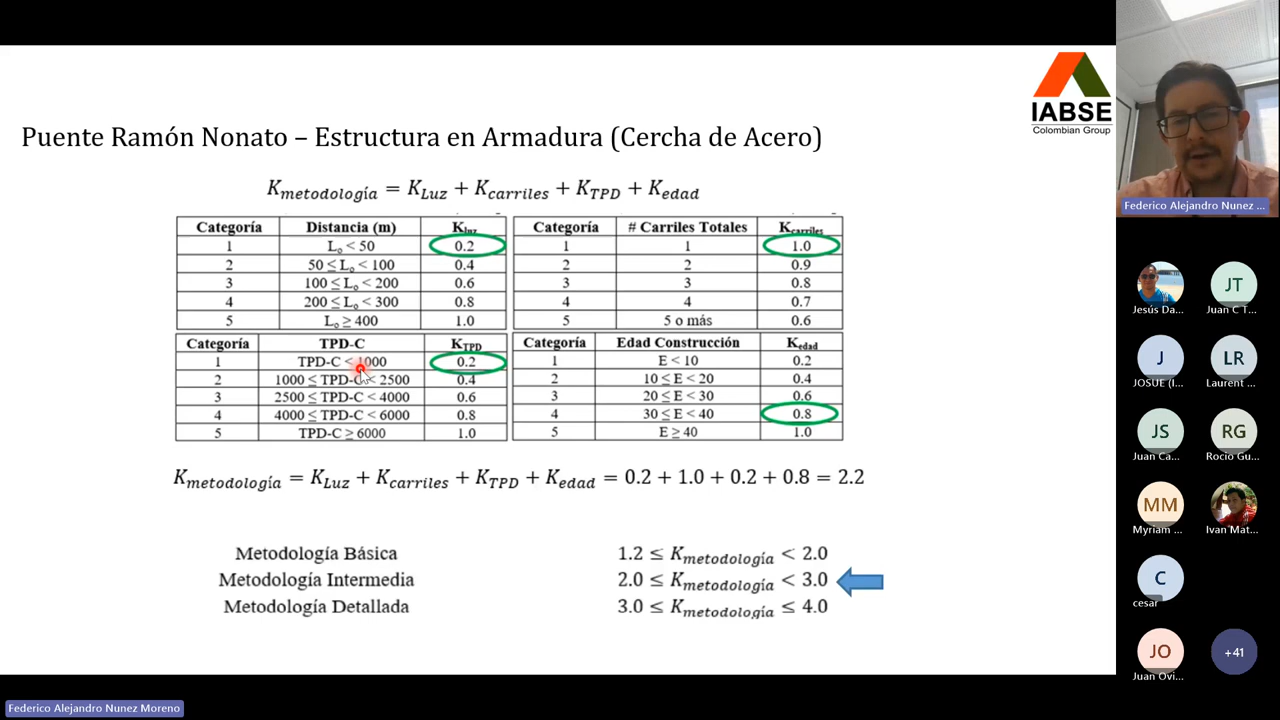 IABSE
Colombian Group
Puente Ramón Nonato – Estructura en Armadura (Cercha de Acero)
K_metodología = K_Luz + K_carriles + K_TPD + K_edad
Categoría Distancia (m) K_luz
1 L_o < 50 0.2
2 50 ≤ L_o < 100 0.4
3 100 ≤ L_o < 200 0.6
4 200 ≤ L_o < 300 0.8
5 L_o ≥ 400 1.0
Categoría # Carriles Totales K_carriles
1 1 1.0
2 2 0.9
3 3 0.8
4 4 0.7
5 5 o más 0.6
Categoría TPD-C K_TPD
1 TPD-C < 1000 0.2
2 1000 ≤ TPD-C < 2500 0.4
3 2500 ≤ TPD-C < 4000 0.6
4 4000 ≤ TPD-C < 6000 0.8
5 TPD-C ≥ 6000 1.0
Categoría Edad Construcción K_edad
1 E < 10 0.2
2 10 ≤ E < 20 0.4
3 20 ≤ E < 30 0.6
4 30 ≤ E < 40 0.8
5 E ≥ 40 1.0
K_metodología = K_Luz + K_carriles + K_TPD + K_edad = 0.2 + 1.0 + 0.2 + 0.8 = 2.2
Metodología Básica 1.2 ≤ K_metodología < 2.0
Metodología Intermedia 2.0 ≤ K_metodología < 3.0
Metodología Detallada 3.0 ≤ K_metodología ≤ 4.0
Federico Alejandro Nunez Moreno
Federico Alejandro Nunez ...
Jesús Da...
JT
Juan C T...
J
JOSUE (I...
LR
Laurent ...
JS
Juan Ca...
RG
Rocio Gu...
MM
Myriam ...
Ivan Mat...
C
cesar
JO
Juan Ovi...
+41